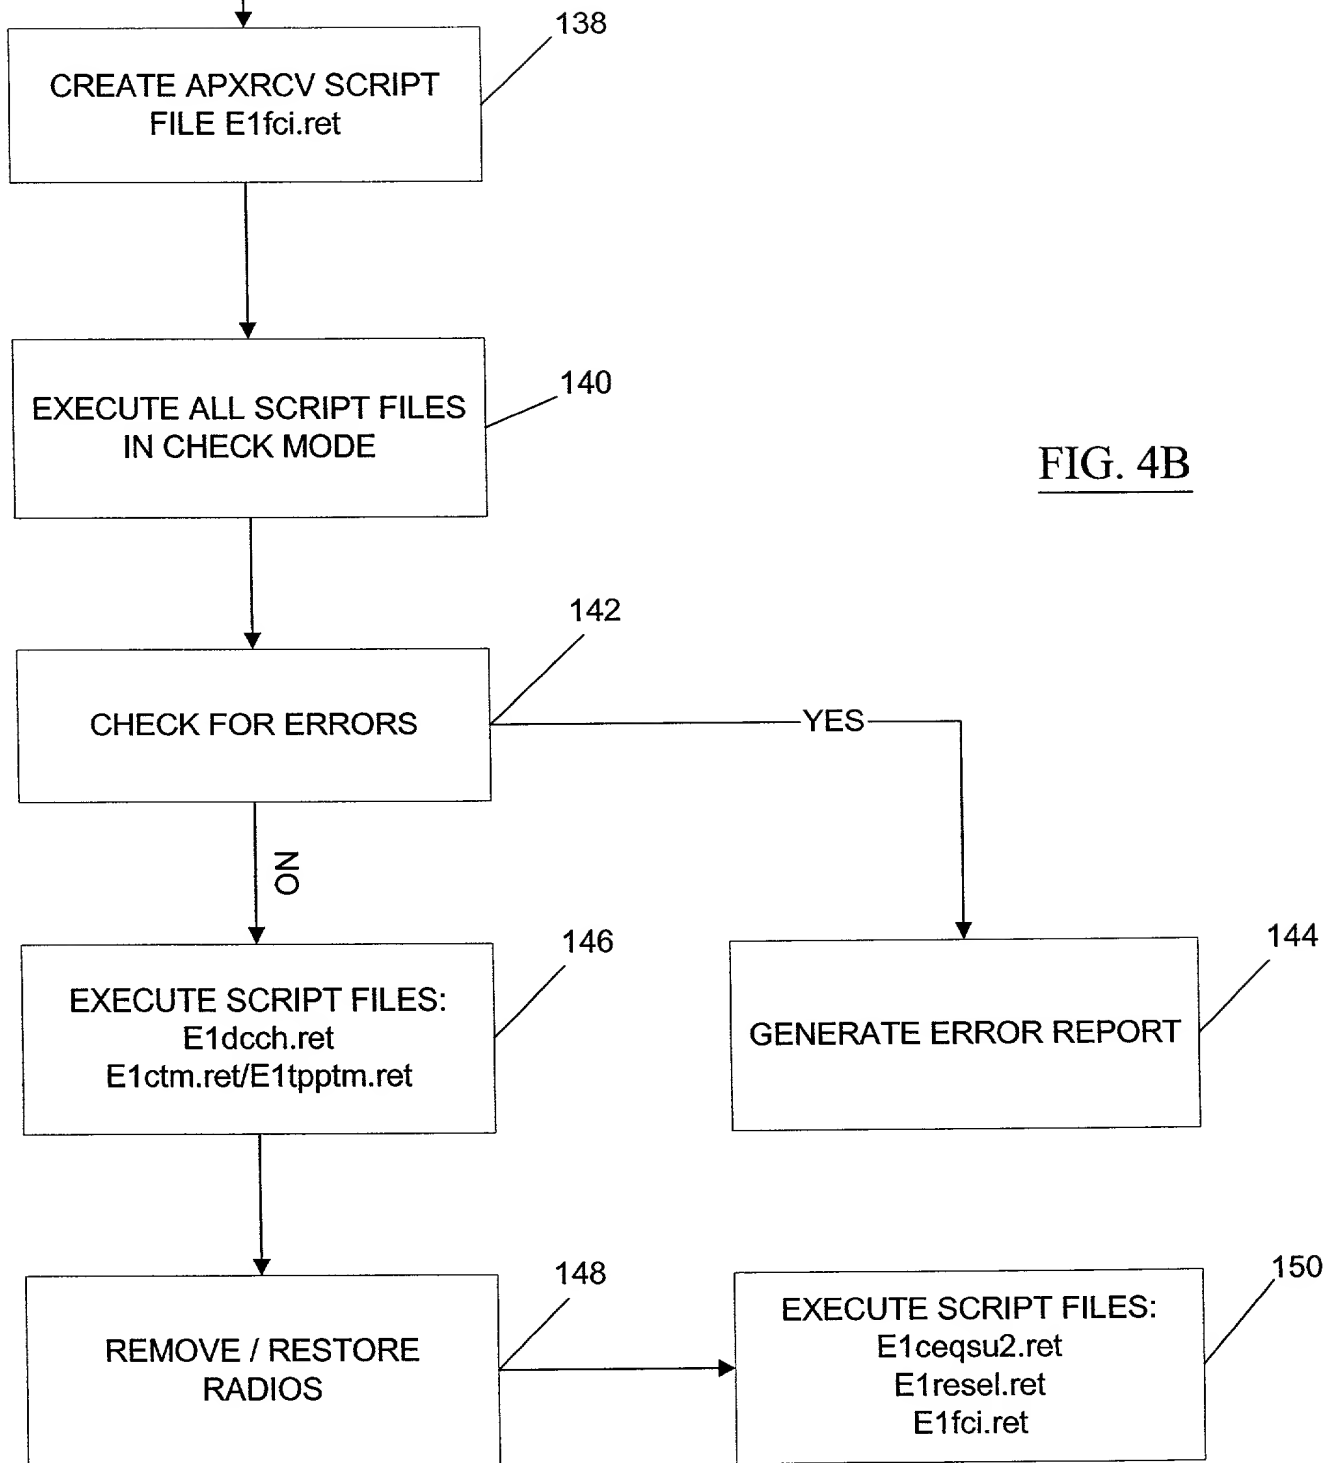 138
CREATE APXRCV SCRIPT
FILE E1fci.ret
140
EXECUTE ALL SCRIPT FILES
IN CHECK MODE
FIG. 4B
142
CHECK FOR ERRORS
YES
NO
146
EXECUTE SCRIPT FILES:
E1dcch.ret
E1ctm.ret/E1tpptm.ret
144
GENERATE ERROR REPORT
148
REMOVE / RESTORE
RADIOS
150
EXECUTE SCRIPT FILES:
E1ceqsu2.ret
E1resel.ret
E1fci.ret